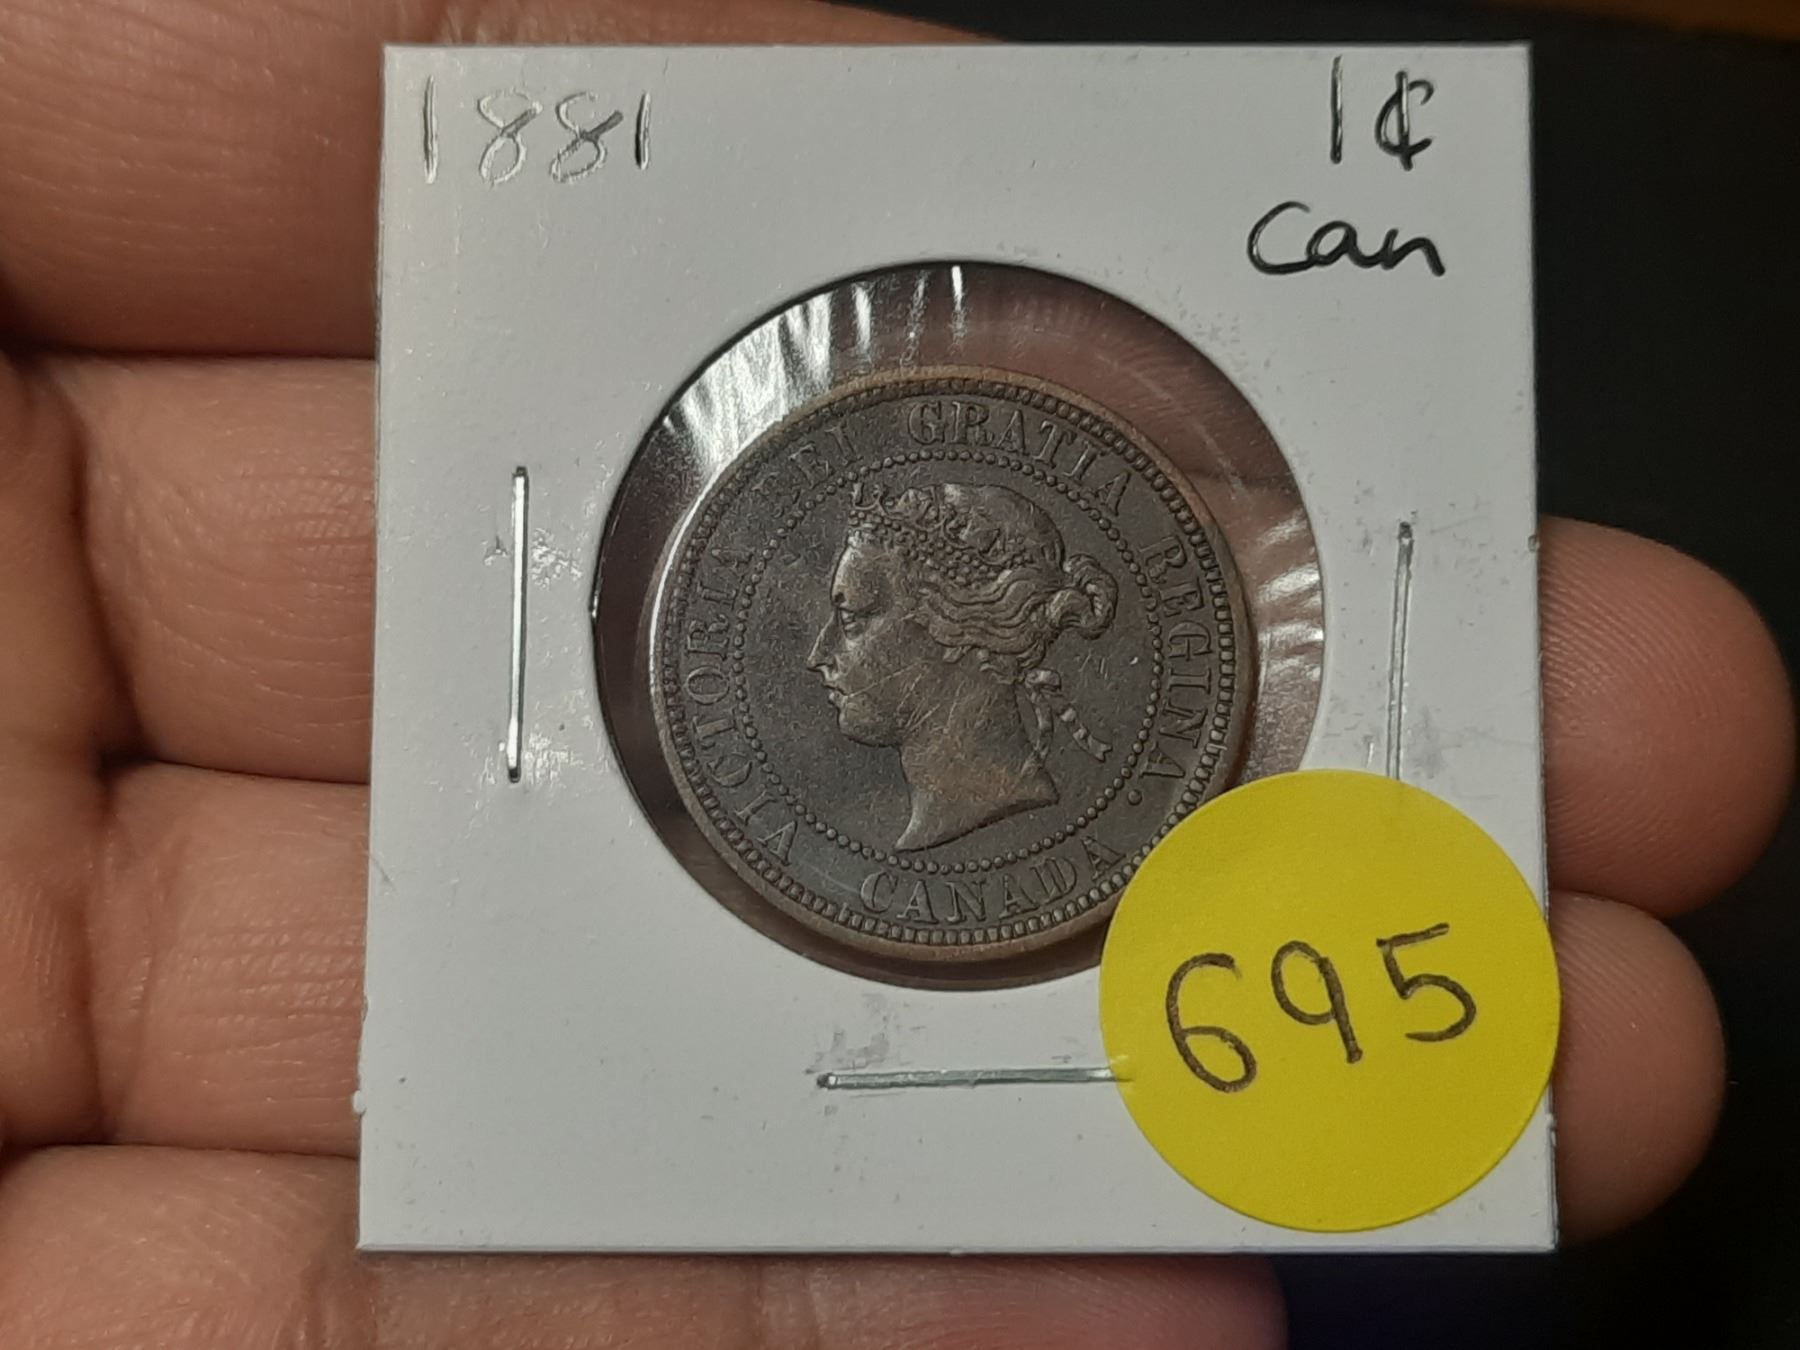 1881
1¢
Can
VICTORIA DEI GRATIA REGINA.
CANADA
695